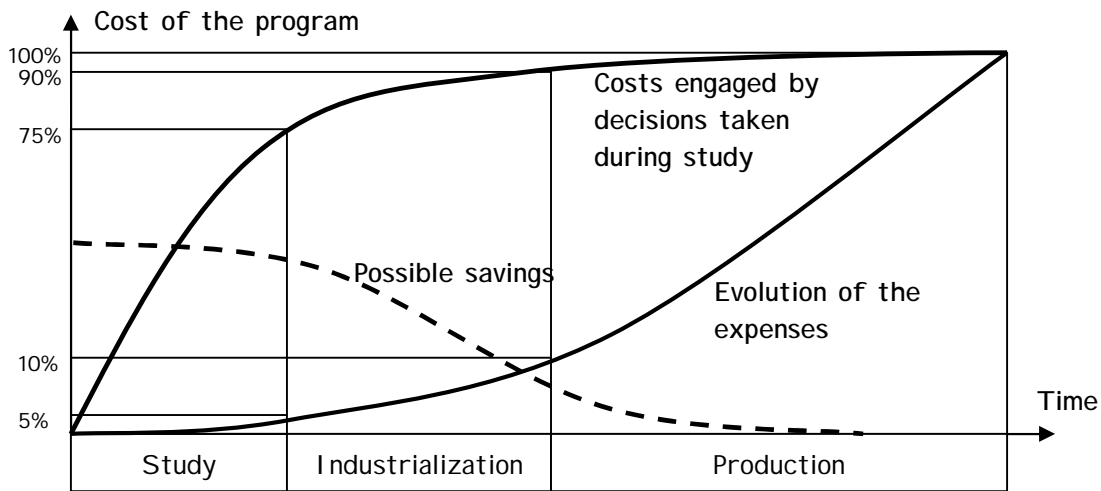 Cost of the program
100%
90%
Costs engaged by
decisions taken
during study
75%
Possible savings
Evolution of the
expenses
10%
5%
Time
Study
Industrialization
Production